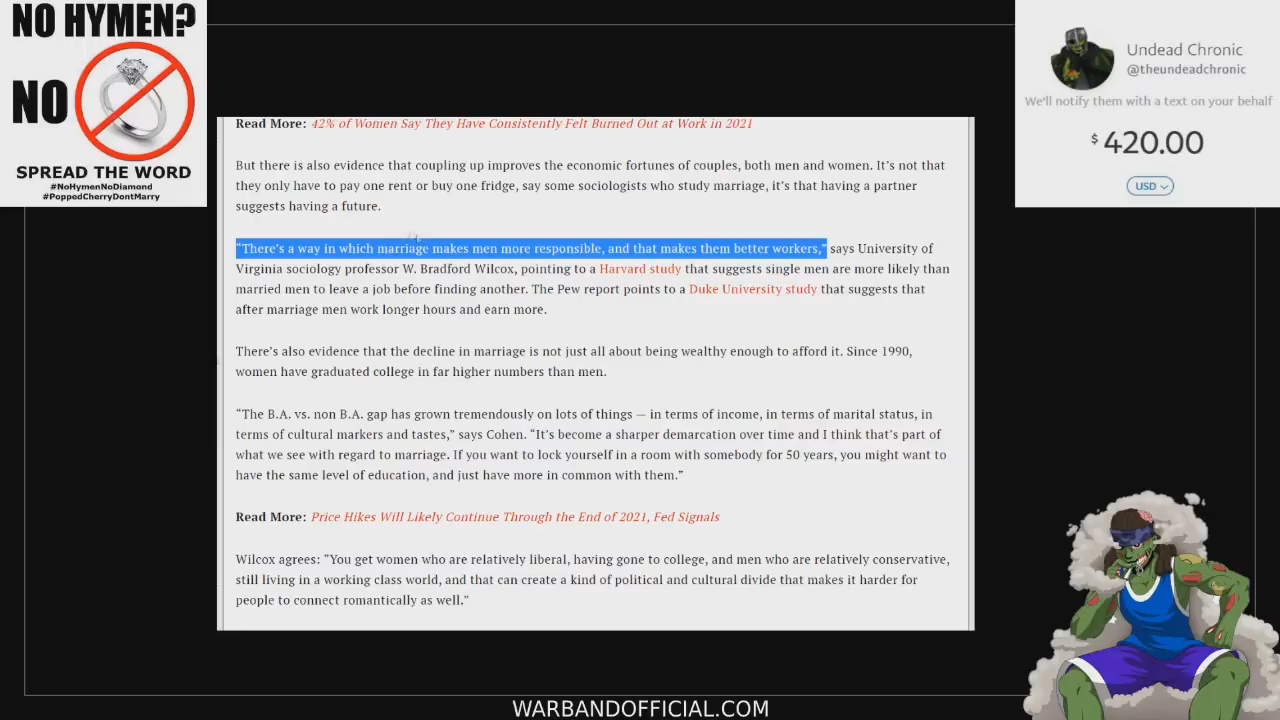 NO HYMEN?
NO
SPREAD THE WORD
#NoHymenNoDiamond
#PoppedCherryDontMarry
Undead Chronic
@theundeadchronic
We'll notify them with a text on your behalf
$ 420.00
USD
Read More: 42% of Women Say They Have Consistently Felt Burned Out at Work in 2021
But there is also evidence that coupling up improves the economic fortunes of couples, both men and women. It's not that
they only have to pay one rent or buy one fridge, say some sociologists who study marriage, it's that having a partner
suggests having a future.
“There's a way in which marriage makes men more responsible, and that makes them better workers,” says University of
Virginia sociology professor W. Bradford Wilcox, pointing to a Harvard study that suggests single men are more likely than
married men to leave a job before finding another. The Pew report points to a Duke University study that suggests that
after marriage men work longer hours and earn more.
There's also evidence that the decline in marriage is not just all about being wealthy enough to afford it. Since 1990,
women have graduated college in far higher numbers than men.
“The B.A. vs. non B.A. gap has grown tremendously on lots of things — in terms of income, in terms of marital status, in
terms of cultural markers and tastes,” says Cohen. “It's become a sharper demarcation over time and I think that's part of
what we see with regard to marriage. If you want to lock yourself in a room with somebody for 50 years, you might want to
have the same level of education, and just have more in common with them.”
Read More: Price Hikes Will Likely Continue Through the End of 2021, Fed Signals
Wilcox agrees: “You get women who are relatively liberal, having gone to college, and men who are relatively conservative,
still living in a working class world, and that can create a kind of political and cultural divide that makes it harder for
people to connect romantically as well.”
WARBANDOFFICIAL.COM